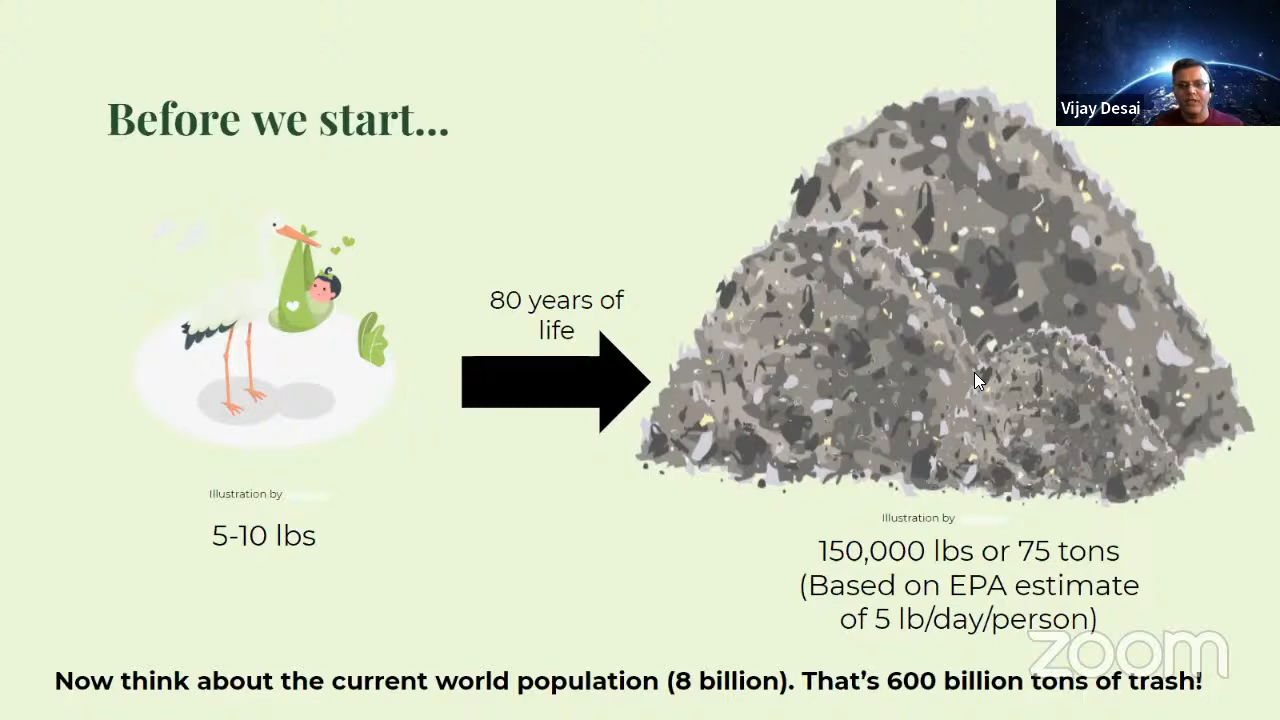 Vijay Desai
Before we start...
80 years of
life
Illustration by
5-10 lbs
Illustration by
150,000 lbs or 75 tons
(Based on EPA estimate
of 5 lb/day/person)
zoom
Now think about the current world population (8 billion). That's 600 billion tons of trash!